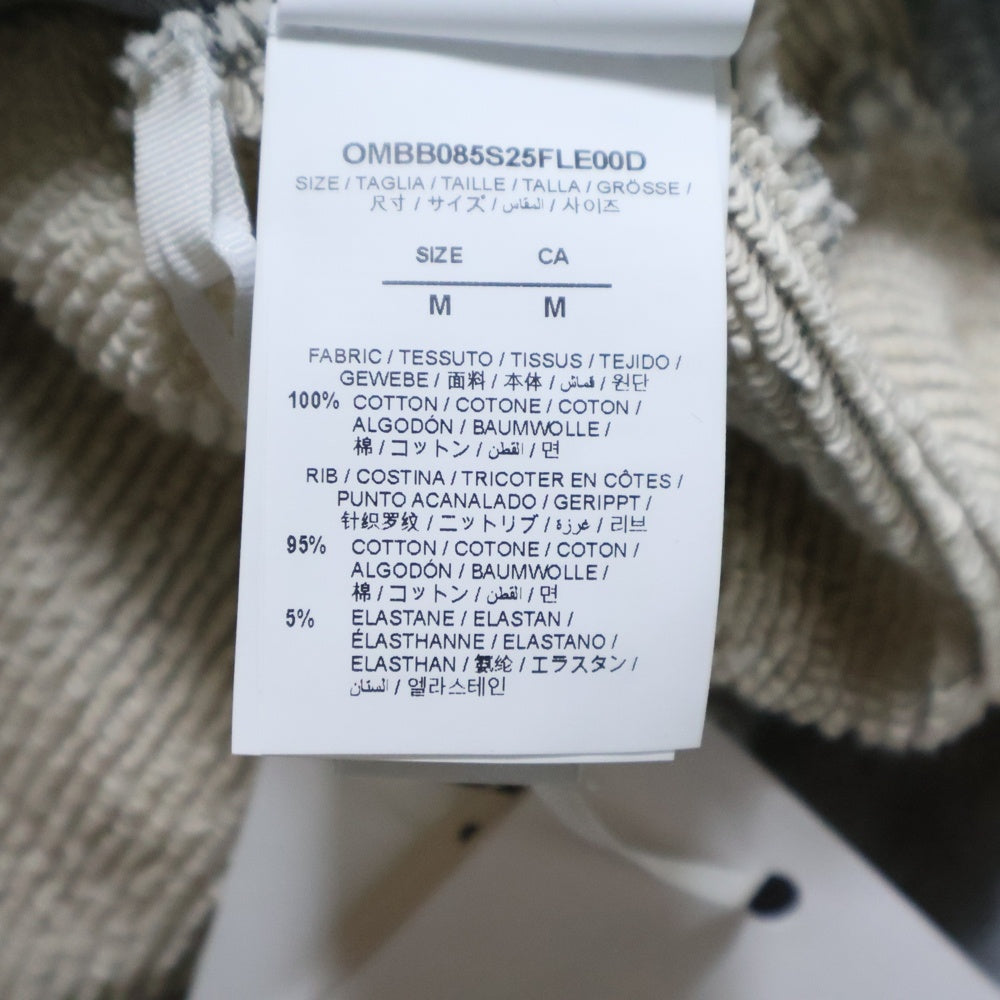 OMBB085S25FLE00D
SIZE / TAGLIA / TAILLE / TALLA / GRÖSSE /
尺寸 / サイズ / المقاس / 사이즈
SIZE CA
M M
FABRIC / TESSUTO / TISSUS / TEJIDO /
GEWEBE / 面料 / 本体 / قماش / 원단
100% COTTON / COTONE / COTON /
ALGODÓN / BAUMWOLLE /
棉 / コットン / القطن / 면
RIB / COSTINA / TRICOTER EN CÔTES /
PUNTO ACANALADO / GERIPPT /
针织罗纹 / ニットリブ / غرزة / 리브
95% COTTON / COTONE / COTON /
ALGODÓN / BAUMWOLLE /
棉 / コットン / القطن / 면
5% ELASTANE / ELASTAN /
ÉLASTHANNE / ELASTANO /
ELASTHAN / 氨纶 / エラスタン /
الستان / 엘라스테인